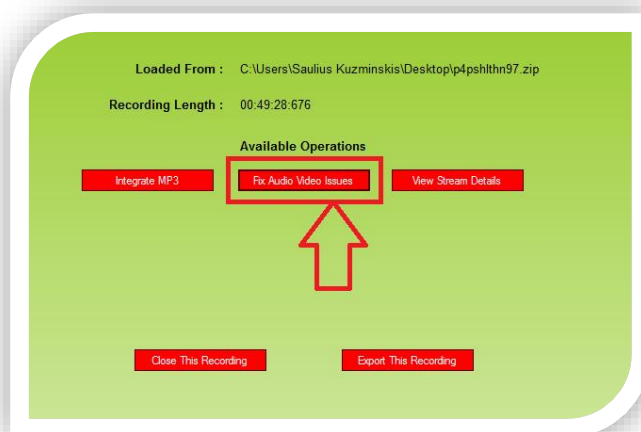 Loaded From : C:\Users\Saulius Kuzminskis\Desktop\p4pshlthn97.zip
Recording Length : 00:49:28:676
Available Operations
Integrate MP3 Fix Audio Video Issues View Stream Details
Close This Recording Export This Recording